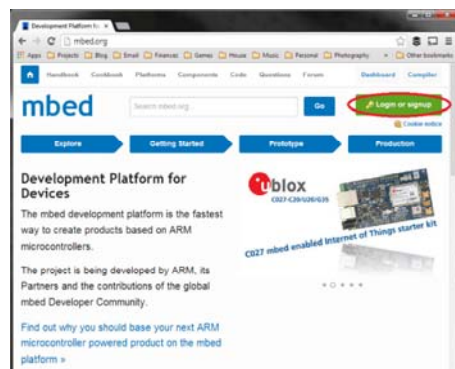 Development Platform for
mbed.org
Apps Projects Blog Email Finances Games House Music Personal Photography » Other bookmarks
Handbook Cookbook Platforms Components Code Questions Forum Dashboard Compiler
mbed
Search mbed.org...
Go
Login or signup
Cookie notice
Explore Getting Started Prototype Production
Development Platform for
Devices
The mbed development platform is the fastest
way to create products based on ARM
microcontrollers.
The project is being developed by ARM, its
Partners and the contributions of the global
mbed Developer Community.
Find out why you should base your next ARM
microcontroller powered product on the mbed
platform »
ublox
C027-C20/U20/G35
C027 mbed enabled Internet of Things starter kit